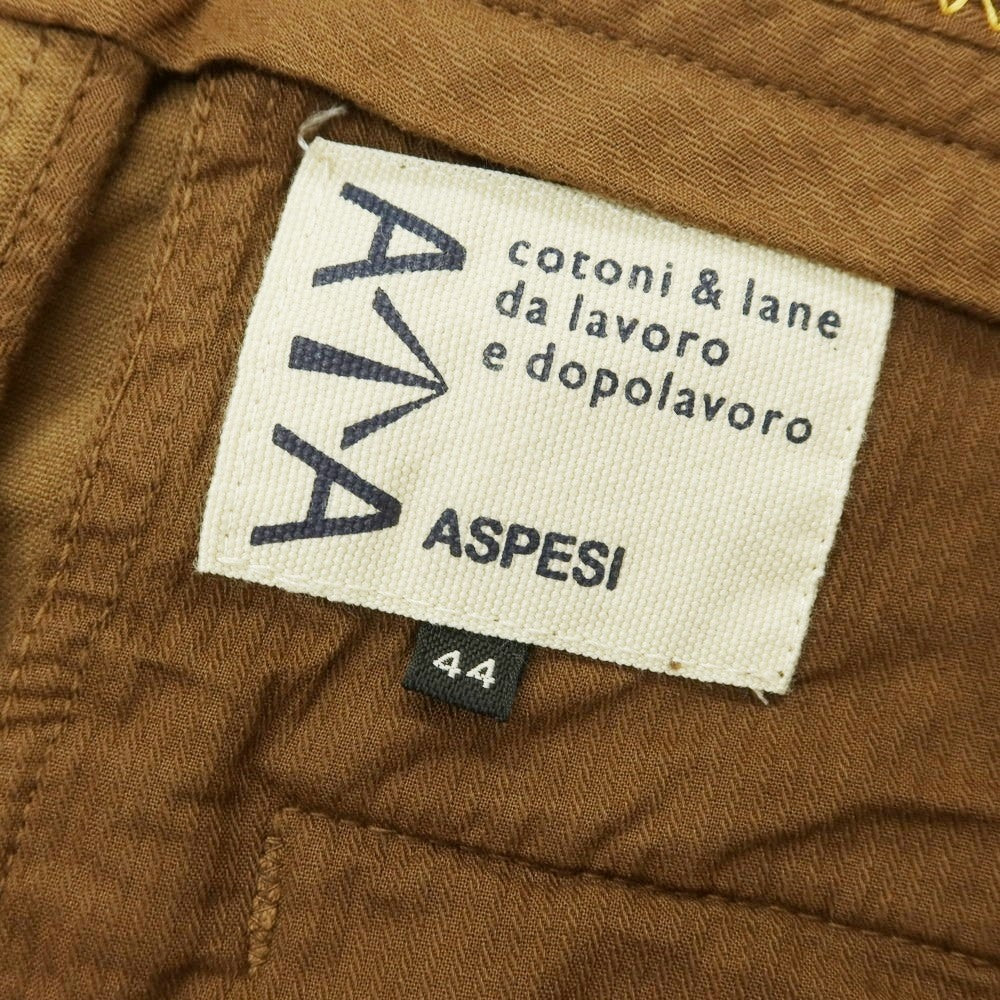 A A
cotoni & lane
da lavoro
e dopolavoro
ASPESI
44